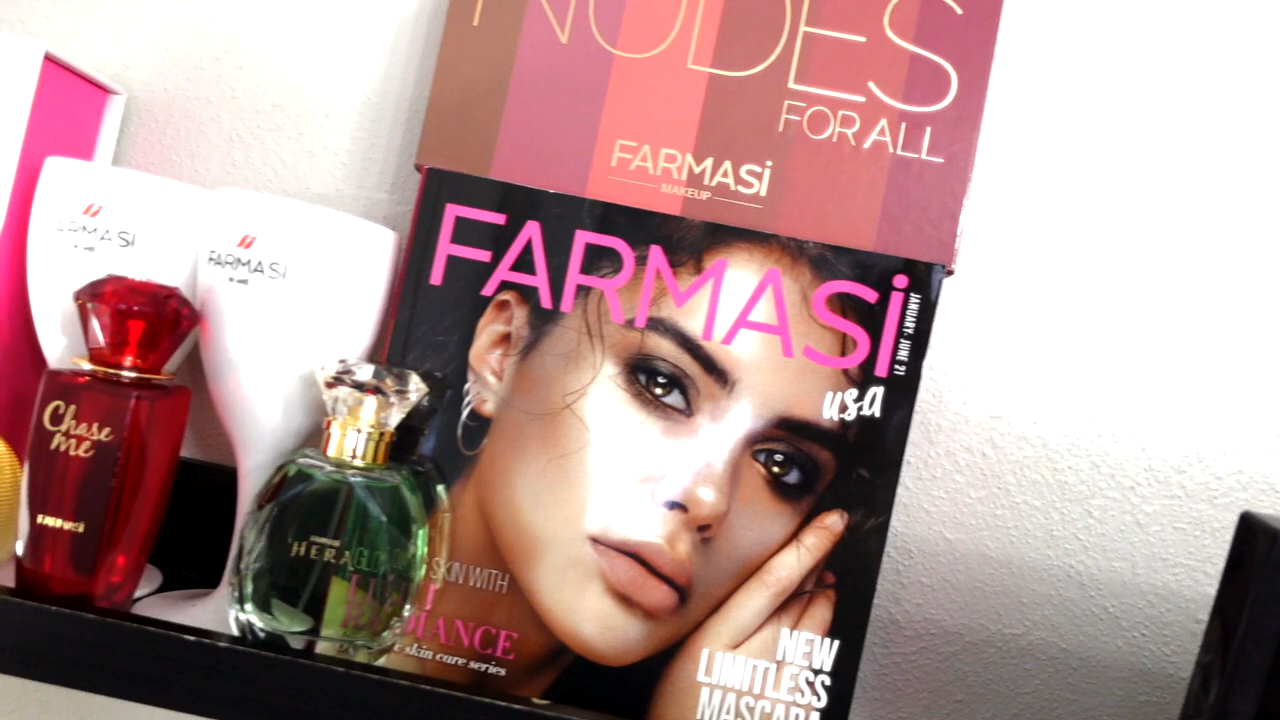 NUDES
FOR ALL
FARMASi
MAKEUP
FARMASi
JANUARY. JUNE 21
usa
FARMASi
FARMASi
Chase
Me
FARMASi
HERA
SKIN WITH
skin care series
NEW
LIMITLESS
MASCARA